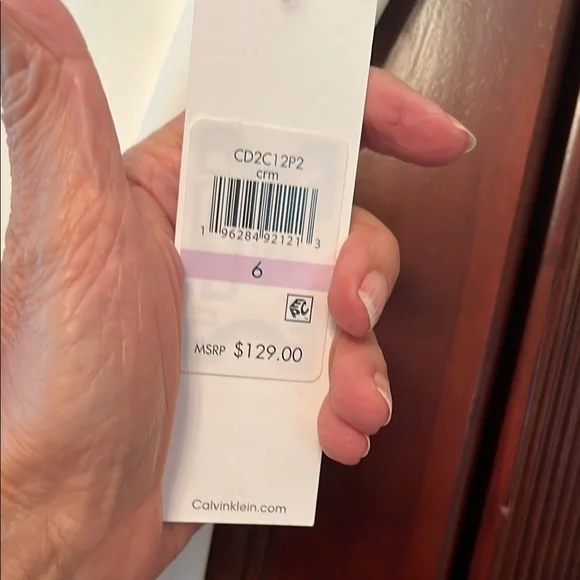 CD2C12P2
crm
1 96284 92121 3
6
MSRP $129.00
Calvinklein.com